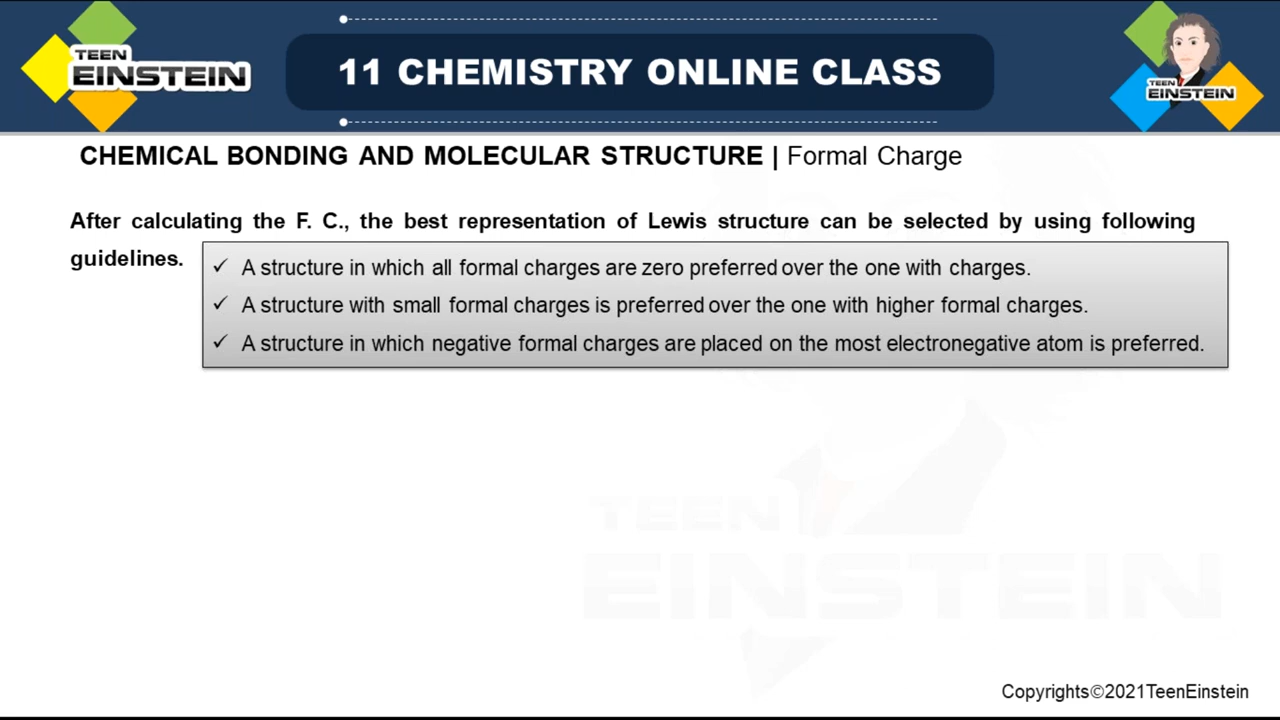 TEEN
EINSTEIN
11 CHEMISTRY ONLINE CLASS
TEEN
EINSTEIN
CHEMICAL BONDING AND MOLECULAR STRUCTURE | Formal Charge
After calculating the F. C., the best representation of Lewis structure can be selected by using following
guidelines.
✓ A structure in which all formal charges are zero preferred over the one with charges.
✓ A structure with small formal charges is preferred over the one with higher formal charges.
✓ A structure in which negative formal charges are placed on the most electronegative atom is preferred.
TEEN
EINSTEIN
Copyrights©2021TeenEinstein